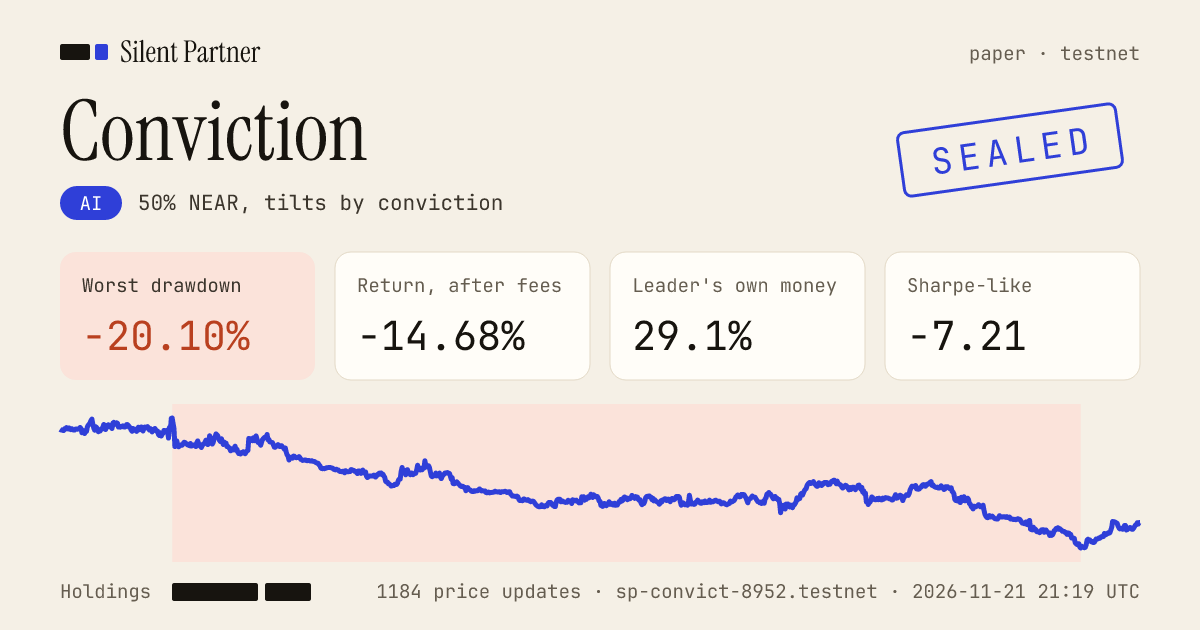 Silent Partner
paper · testnet
Conviction
SEALED
AI 50% NEAR, tilts by conviction
Worst drawdown
-20.10%
Return, after fees
-14.68%
Leader's own money
29.1%
Sharpe-like
-7.21
Holdings
1184 price updates · sp-convict-8952.testnet · 2026-11-21 21:19 UTC